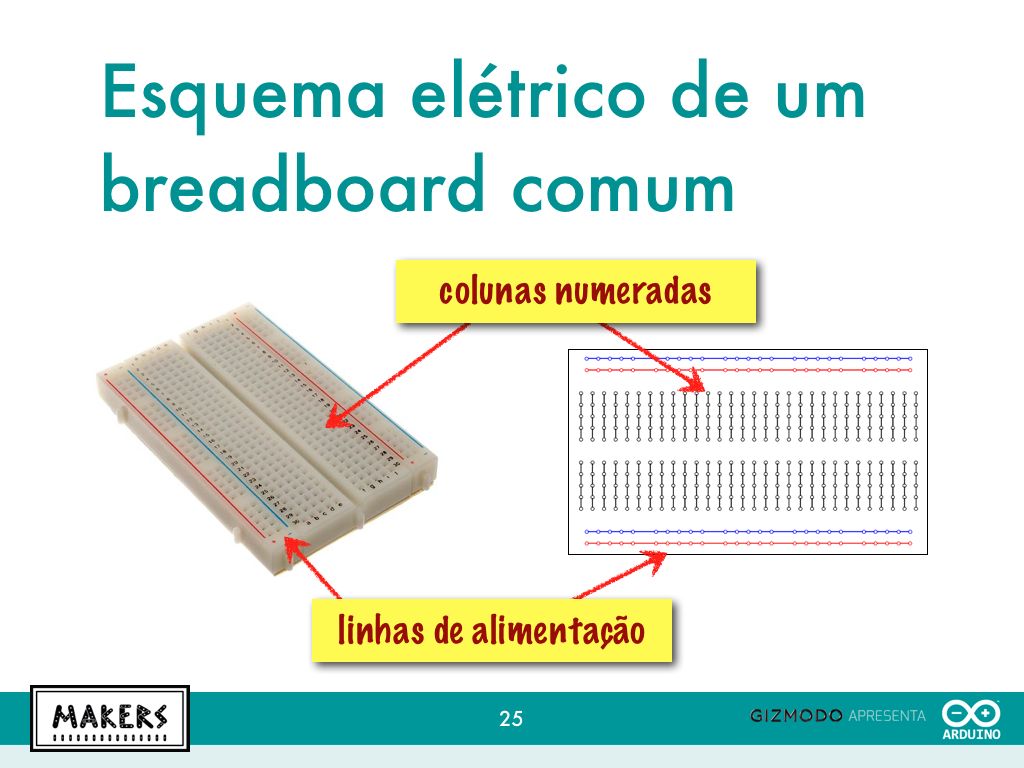 Esquema elétrico de um
breadboard comum
colunas numeradas
linhas de alimentação
MAKERS
25
GIZMODO APRESENTA
ARDUINO